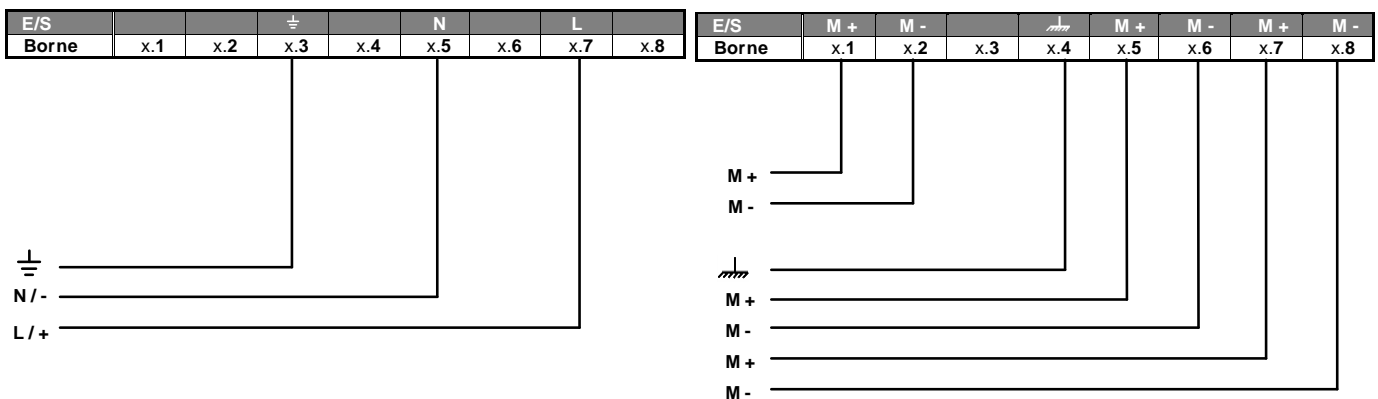 E/S N L
Borne x.1 x.2 x.3 x.4 x.5 x.6 x.7 x.8
N / -
L / +
E/S M + M - M + M - M + M -
Borne x.1 x.2 x.3 x.4 x.5 x.6 x.7 x.8
M +
M -
M +
M -
M +
M -